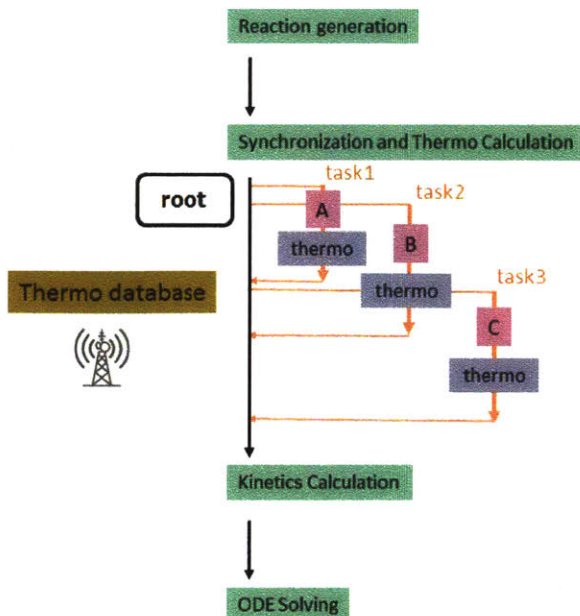 Reaction generation
Synchronization and Thermo Calculation
task1
task2
root
A
B
thermo
task3
Thermo database
thermo
C
thermo
Kinetics Calculation
ODE Solving